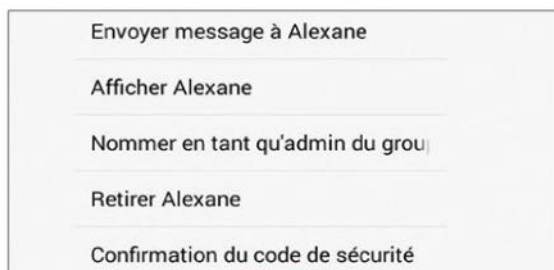 Envoyer message à Alexane
Afficher Alexane
Nommer en tant qu'admin du grou
Retirer Alexane
Confirmation du code de sécurité